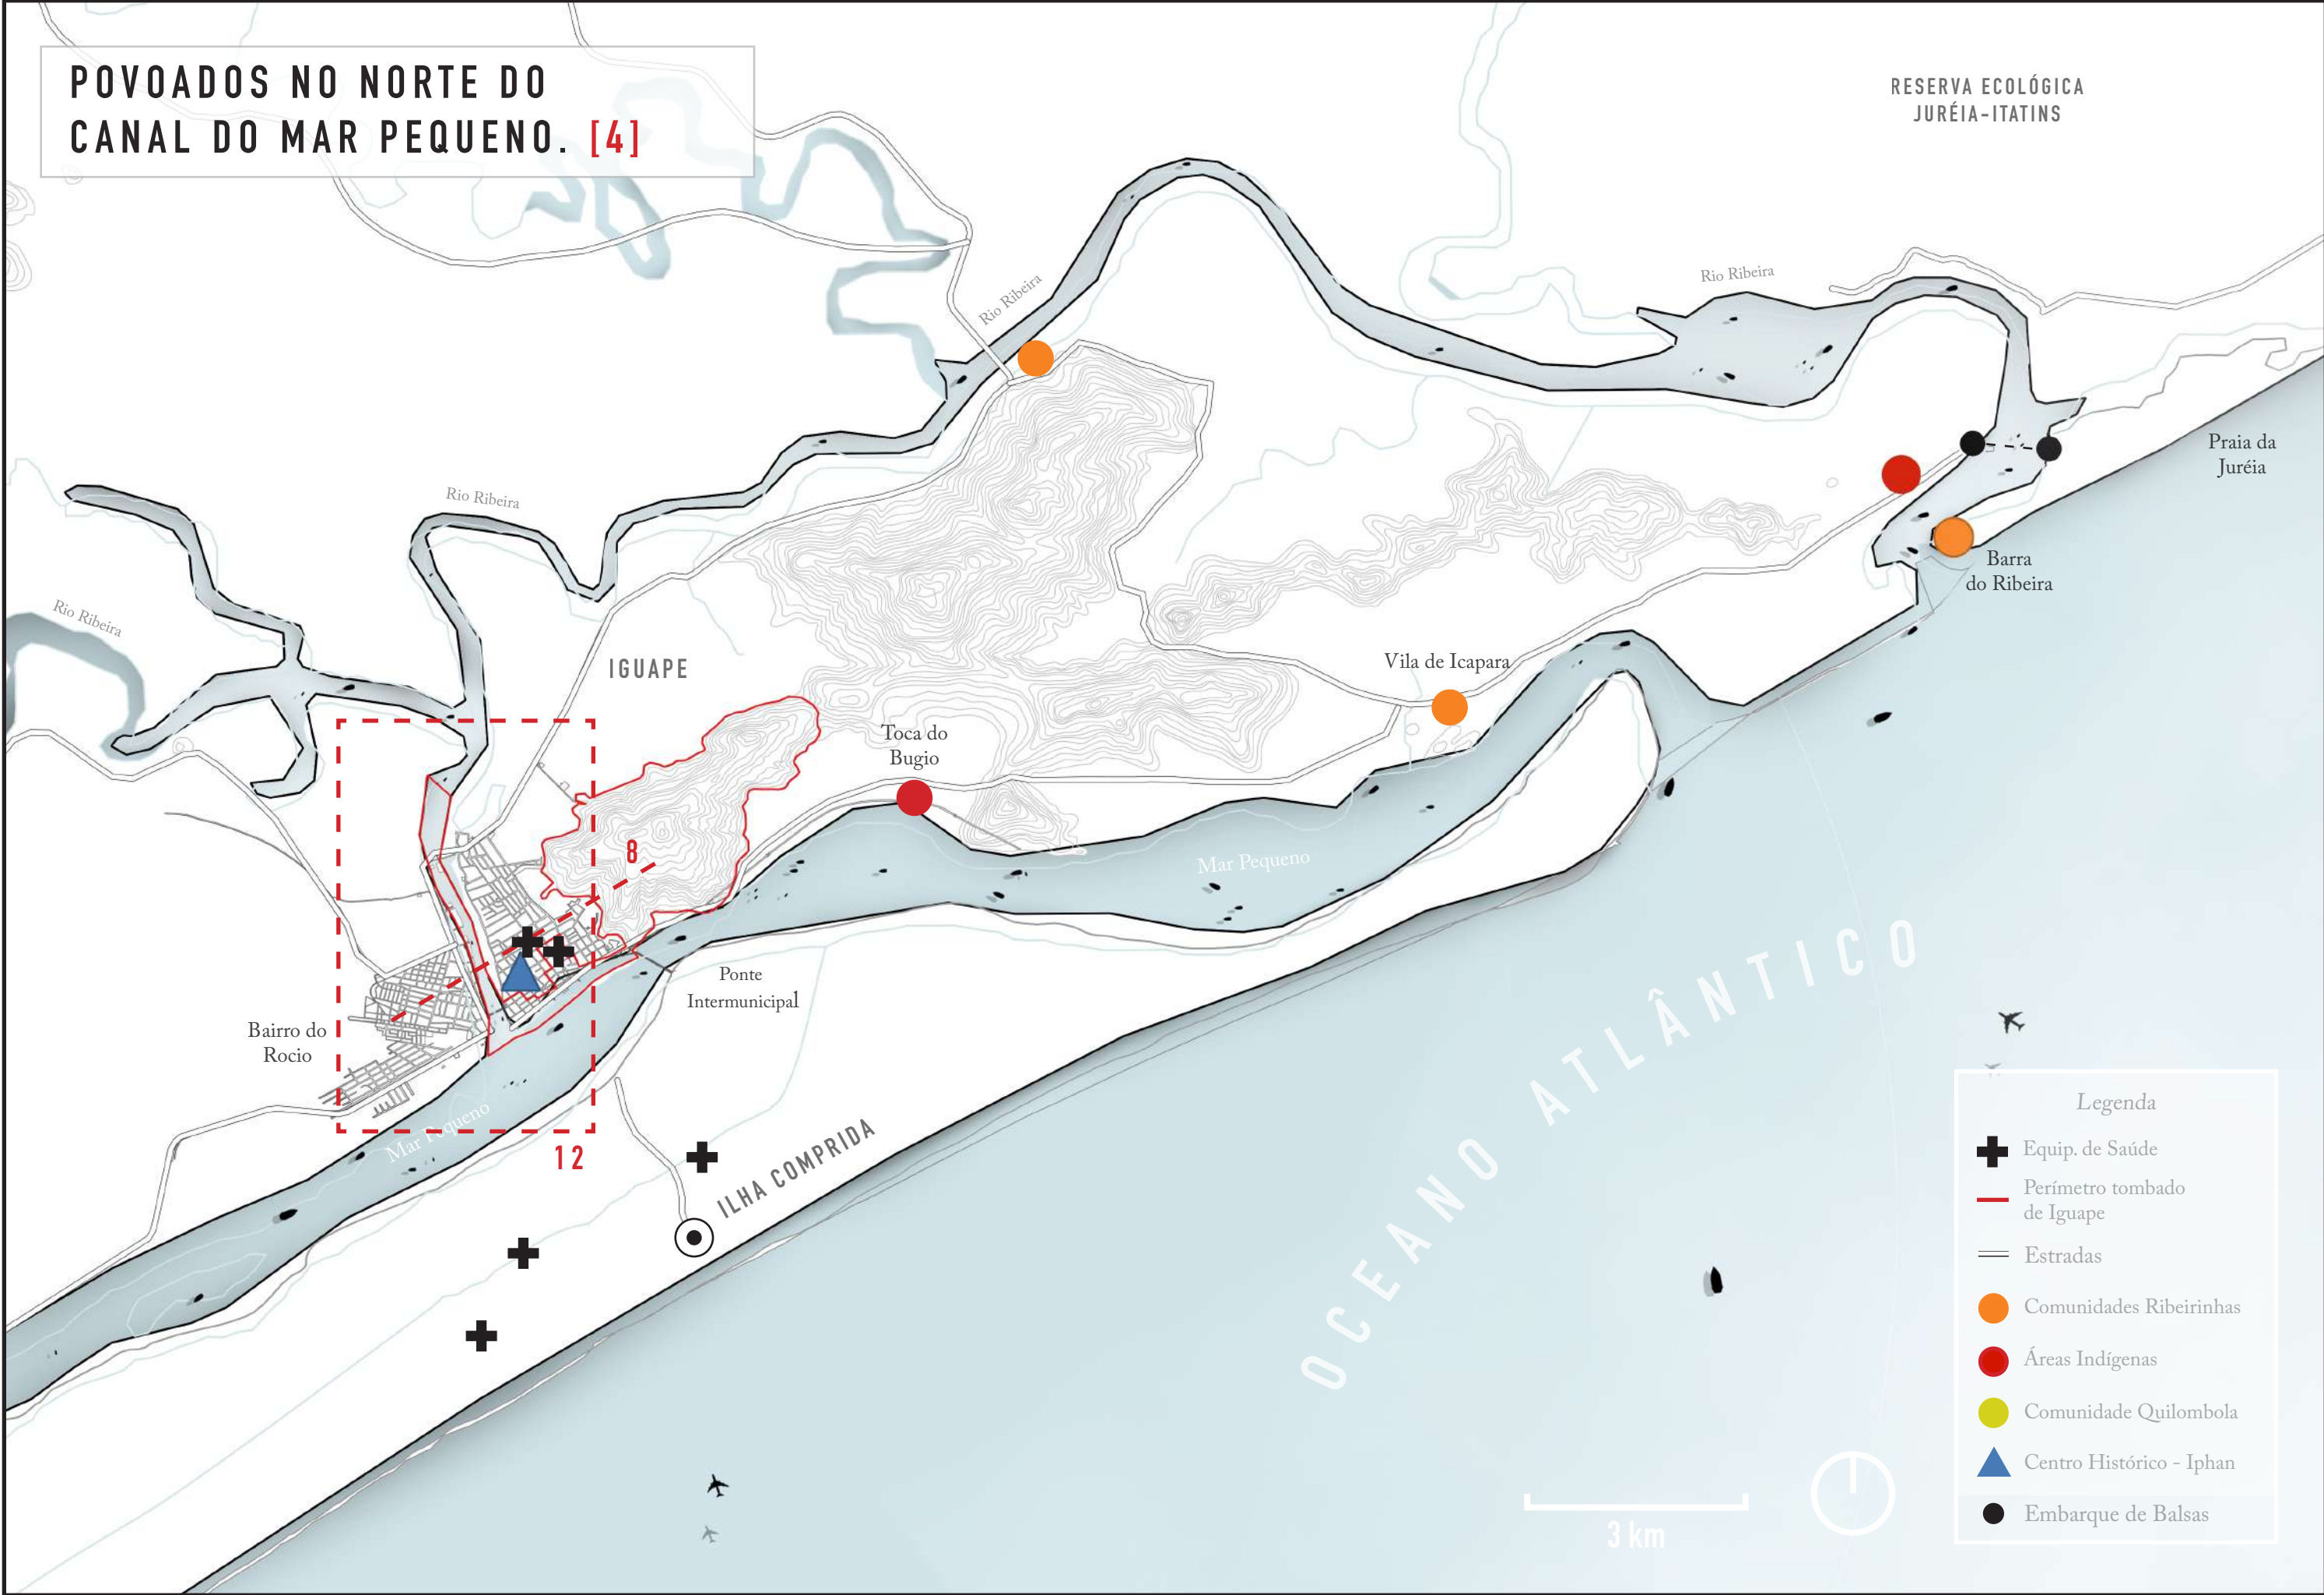 POVOADOS NO NORTE DO
CANAL DO MAR PEQUENO. [4]
RESERVA ECOLÓGICA
JURÉIA-ITATINS
Rio Ribeira
Rio Ribeira
Praia da
Juréia
Rio Ribeira
Barra
do Ribeira
Rio Ribeira
IGUAPE
Vila de Icapara
Toca do
Bugio
8
Mar Pequeno
Ponte
Intermunicipal
Bairro do
Rocio
Mar Pequeno
12
ILHA COMPRIDA
OCEANO ATLÂNTICO
Legenda
Equip. de Saúde
Perímetro tombado
de Iguape
Estradas
Comunidades Ribeirinhas
Áreas Indígenas
Comunidade Quilombola
Centro Histórico - Iphan
Embarque de Balsas
3 km